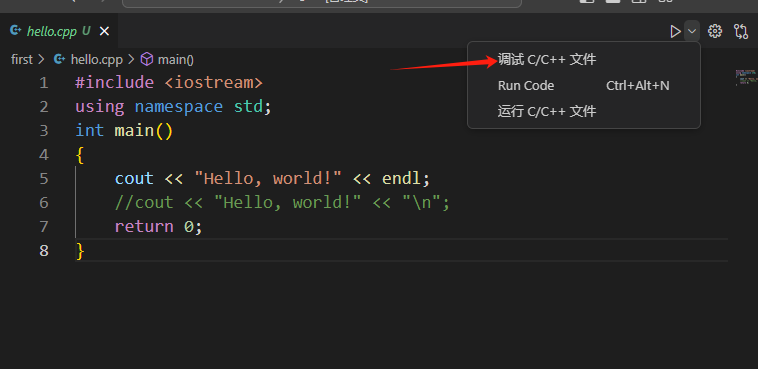 hello.cpp U
first > hello.cpp > main()
调试 C/C++ 文件
Run Code Ctrl+Alt+N
运行 C/C++ 文件
1 #include <iostream>
2 using namespace std;
3 int main()
4 {
5 cout << "Hello, world!" << endl;
6 //cout << "Hello, world!" << "\n";
7 return 0;
8 }